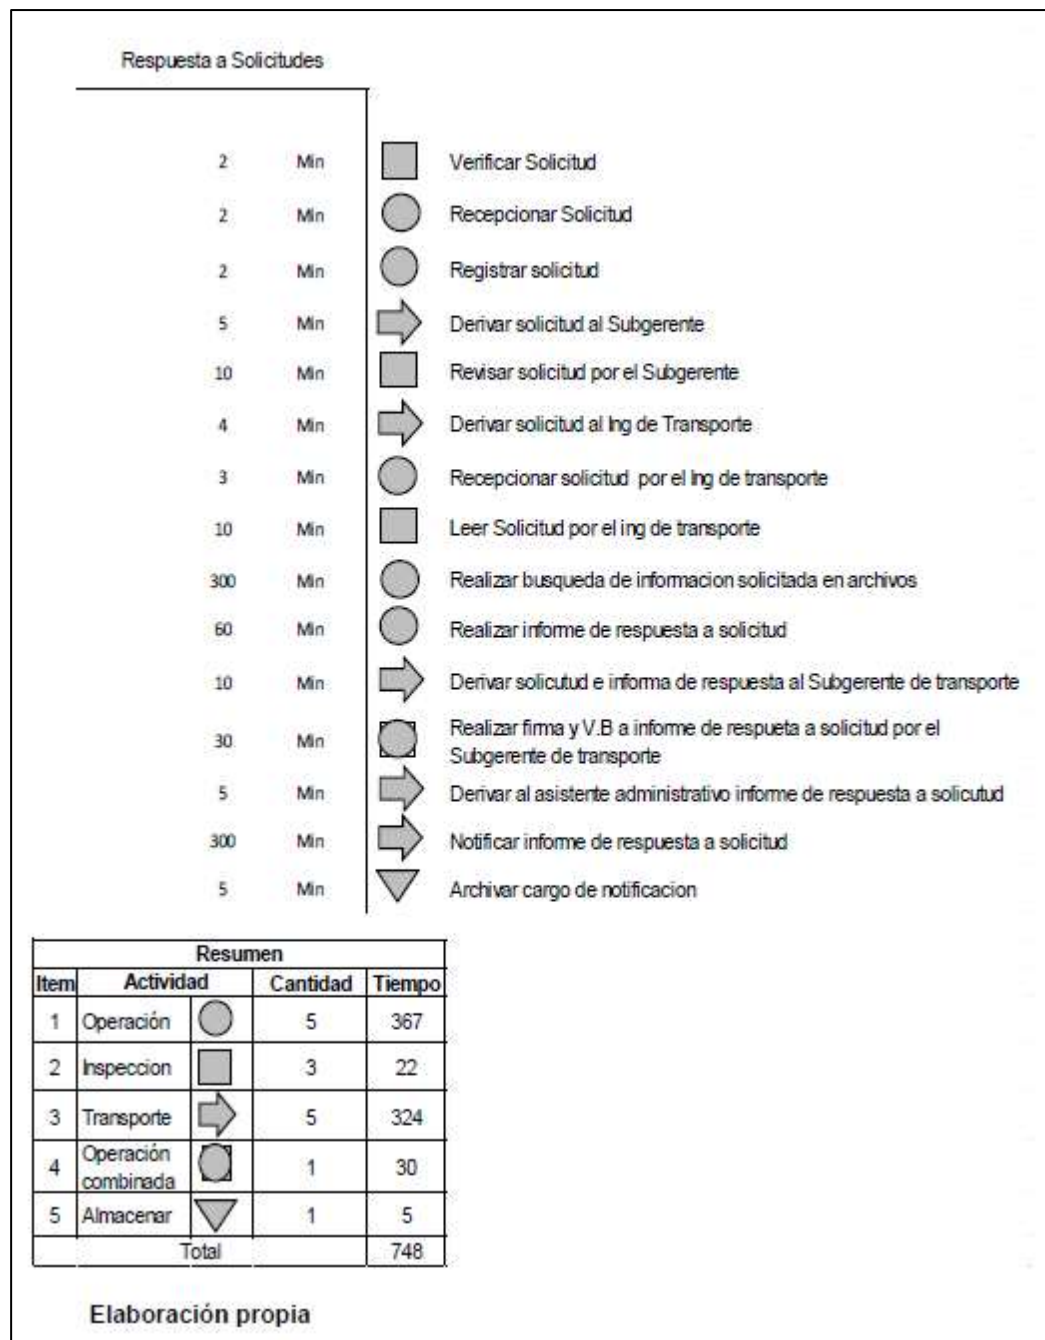 Respuesta a Solicitudes
2 Min Verificar Solicitud
2 Min Recepcionar Solicitud
2 Min Registrar solicitud
5 Min Derivar solicitud al Subgerente
10 Min Revisar solicitud por el Subgerente
4 Min Derivar solicitud al Ing de Transporte
3 Min Recepcionar solicitud por el Ing de transporte
10 Min Leer Solicitud por el ing de transporte
300 Min Realizar busqueda de informacion solicitada en archivos
60 Min Realizar informe de respuesta a solicitud
10 Min Derivar solicutud e informa de respuesta al Subgerente de transporte
30 Min Realizar firma y V.B a informe de respueta a solicitud por el
Subgerente de transporte
5 Min Derivar al asistente administrativo informe de respuesta a solicutud
300 Min Notificar informe de respuesta a solicitud
5 Min Archivar cargo de notificacion
Resumen
Item Actividad Cantidad Tiempo
1 Operación 5 367
2 Inspeccion 3 22
3 Transporte 5 324
4 Operación combinada 1 30
5 Almacenar 1 5
Total 748
Elaboración propia